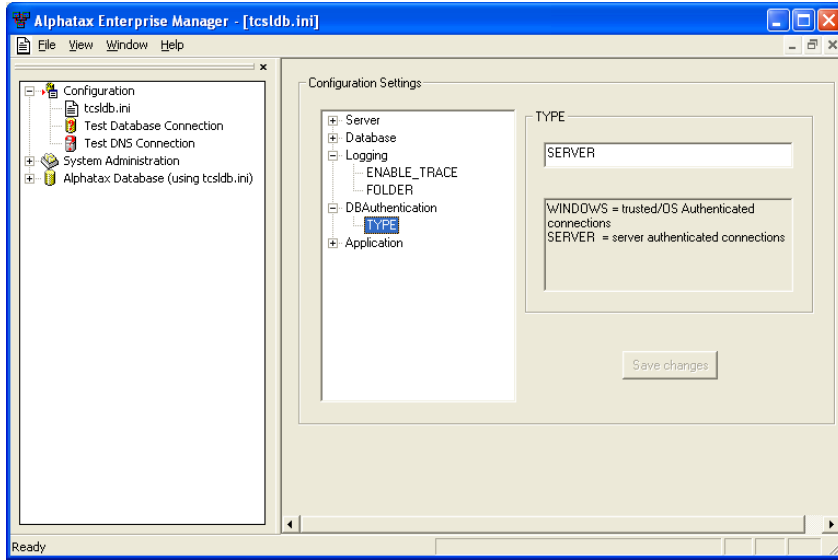 Alphatax Enterprise Manager - [tcsldb.ini]
File View Window Help
Configuration
tcsldb.ini
Test Database Connection
Test DNS Connection
System Administration
Alphatax Database (using tcsldb.ini)
Configuration Settings
Server
Database
Logging
ENABLE_TRACE
FOLDER
DBAuthentication
TYPE
Application
TYPE
SERVER
WINDOWS = trusted/OS Authenticated
connections
SERVER = server authenticated connections
Save changes
Ready